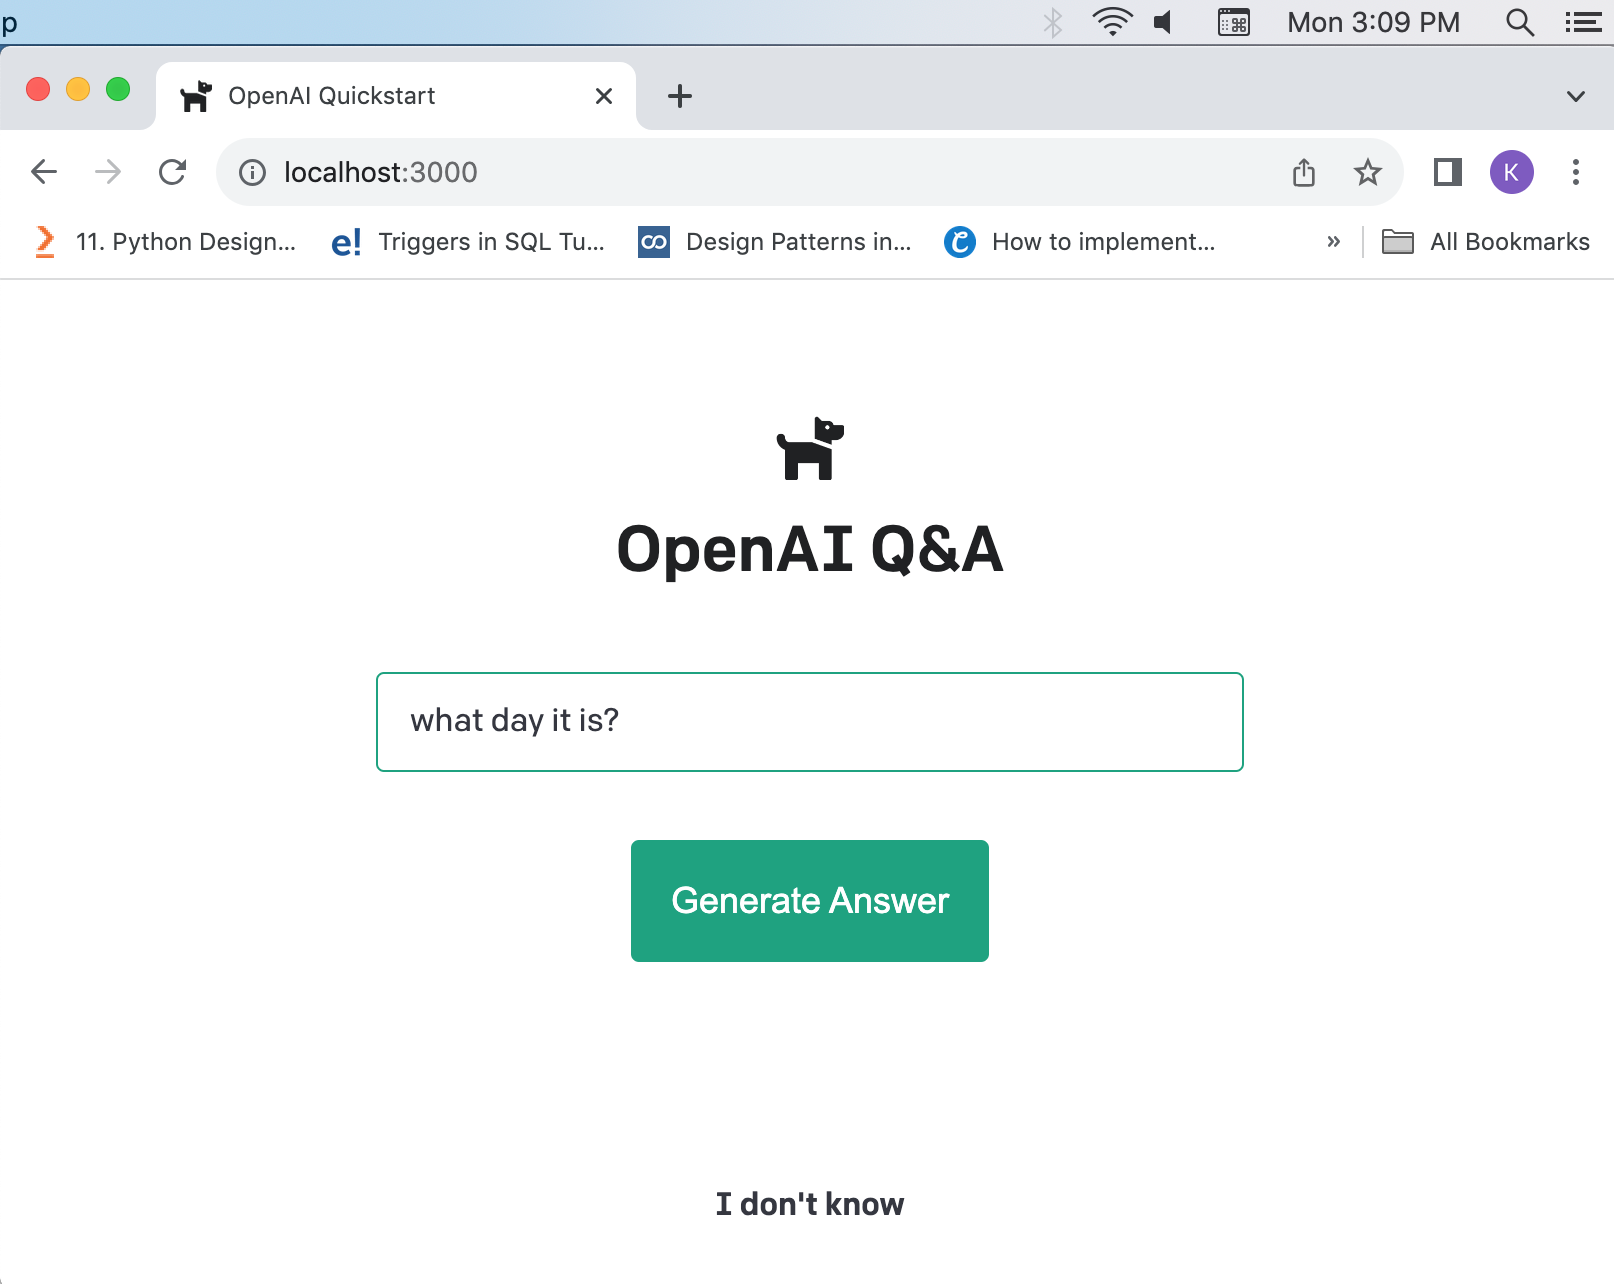 p
Mon 3:09 PM
OpenAI Quickstart
localhost:3000
K
11. Python Design...
e! Triggers in SQL Tu...
Design Patterns in...
How to implement...
»
All Bookmarks
OpenAI Q&A
what day it is?
Generate Answer
I don't know